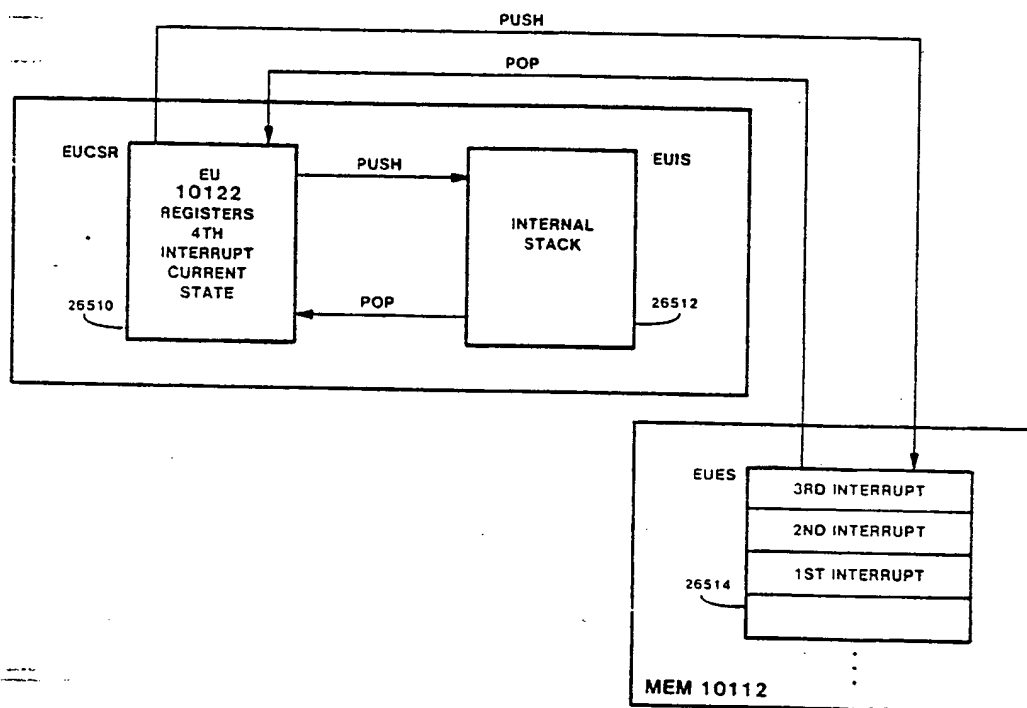 PUSH
POP
EUCSR
EU
10122
REGISTERS
4TH
INTERRUPT
CURRENT
STATE
26510
PUSH
POP
EUIS
INTERNAL
STACK
26512
EUES
3RD INTERRUPT
2ND INTERRUPT
1ST INTERRUPT
26514
MEM 10112